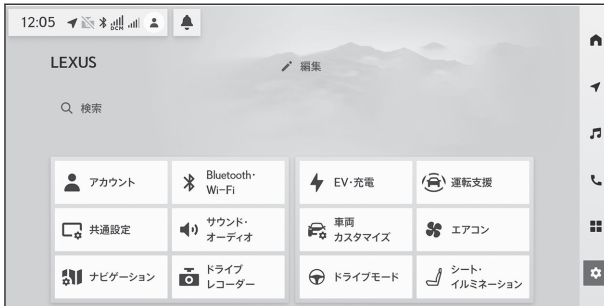 12:05
DCM
LEXUS
編集
検索
アカウント
Bluetooth・
Wi-Fi
EV・充電
運転支援
共通設定
サウンド・
オーディオ
車両
カスタマイズ
エアコン
ナビゲーション
ドライブ
レコーダー
ドライブモード
シート・
イルミネーション